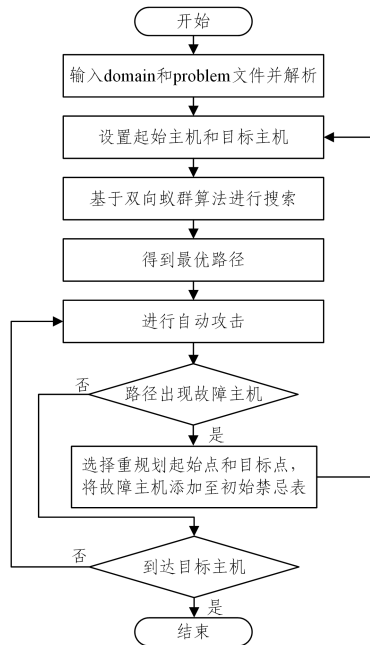 开始
输入domain和problem文件并解析
设置起始主机和目标主机
基于双向蚁群算法进行搜索
得到最优路径
进行自动攻击
否
路径出现故障主机
是
选择重规划起始点和目标点，
将故障主机添加至初始禁忌表
否
到达目标主机
是
结束